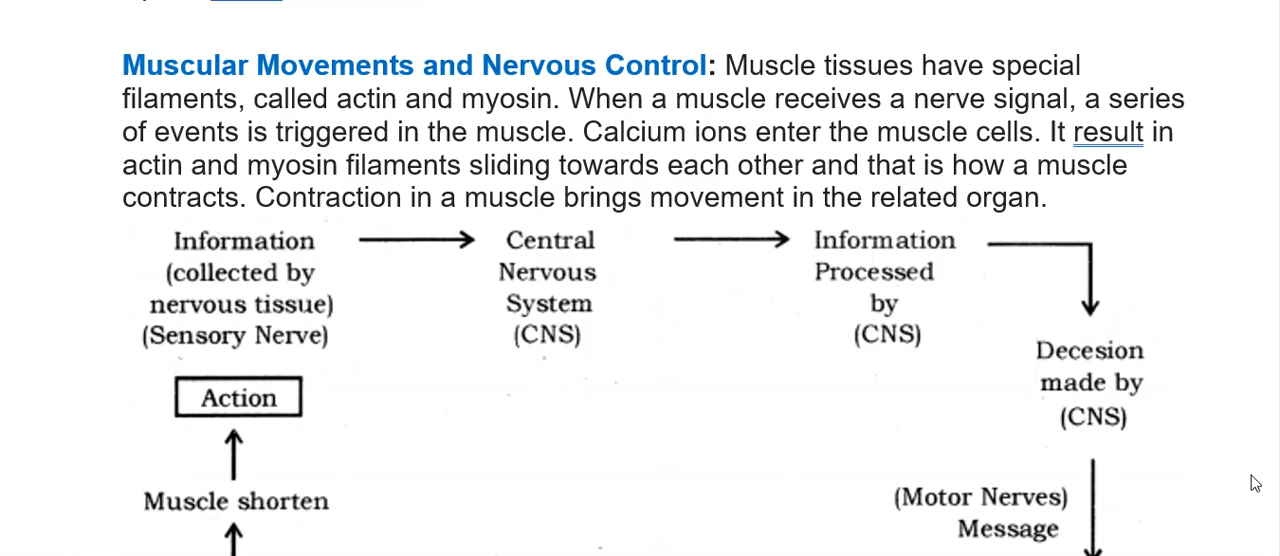 Muscular Movements and Nervous Control: Muscle tissues have special
filaments, called actin and myosin. When a muscle receives a nerve signal, a series
of events is triggered in the muscle. Calcium ions enter the muscle cells. It result in
actin and myosin filaments sliding towards each other and that is how a muscle
contracts. Contraction in a muscle brings movement in the related organ.
Information
(collected by
nervous tissue)
(Sensory Nerve)
Central
Nervous
System
(CNS)
Information
Processed
by
(CNS)
Decesion
made by
(CNS)
(Motor Nerves)
Message
Action
Muscle shorten